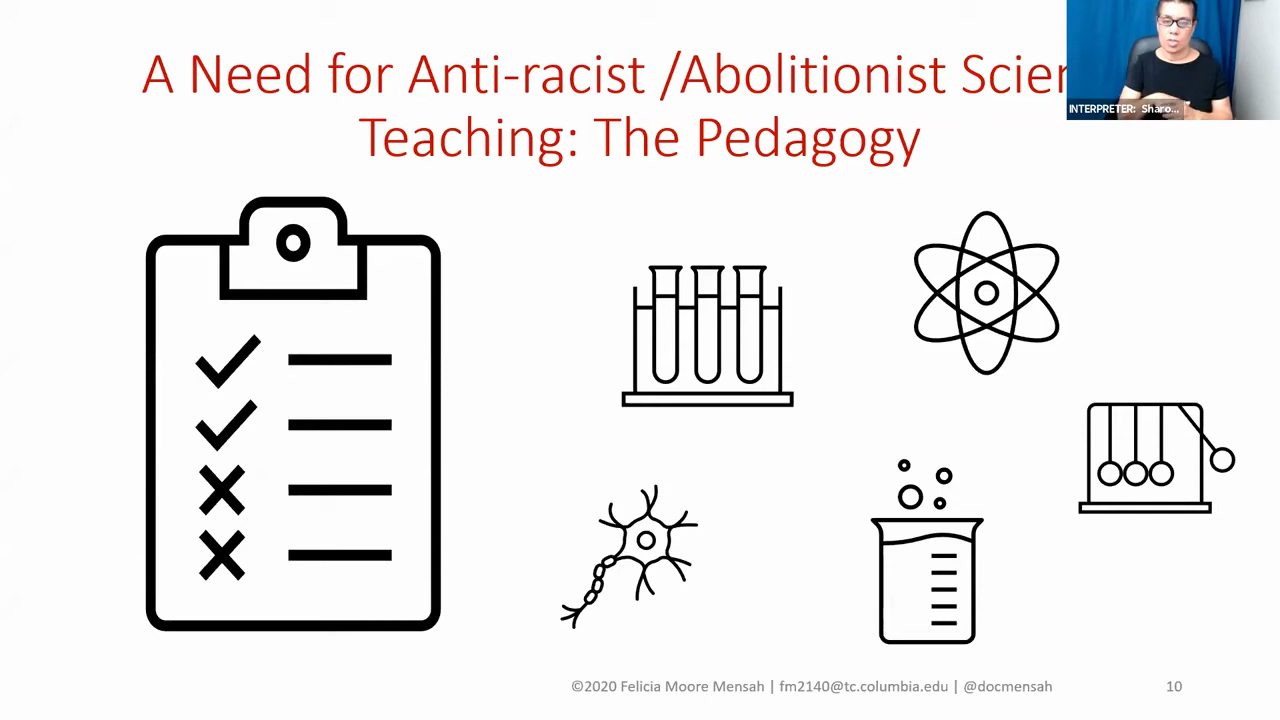 A Need for Anti-racist /Abolitionist Scien
Teaching: The Pedagogy
INTERPRETER: Sharo...
©2020 Felicia Moore Mensah | fm2140@tc.columbia.edu | @docmensah
10